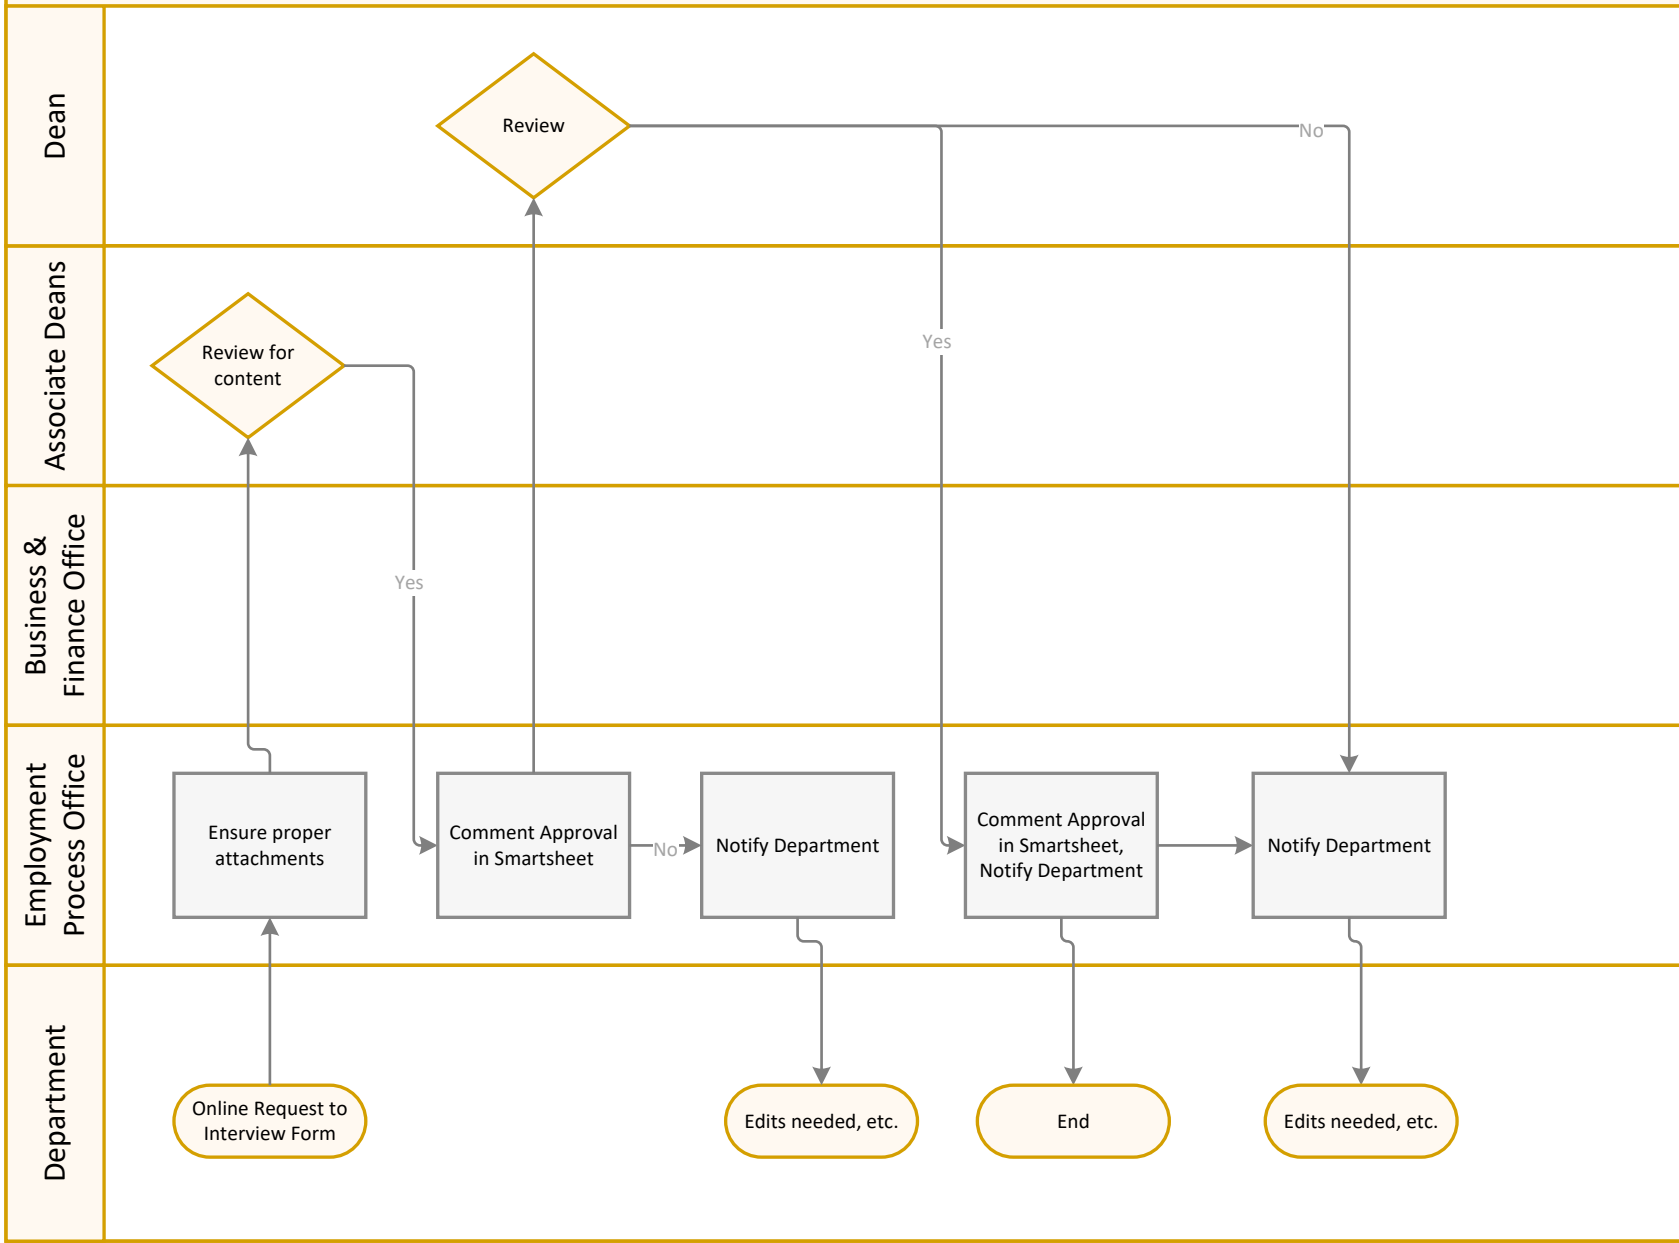 Dean
Review
No
Associate Deans
Review for
content
Yes
Business &
Finance Office
Yes
Employment
Process Office
Ensure proper
attachments
Comment Approval
in Smartsheet
No
Notify Department
Comment Approval
in Smartsheet,
Notify Department
Notify Department
Department
Online Request to
Interview Form
Edits needed, etc.
End
Edits needed, etc.